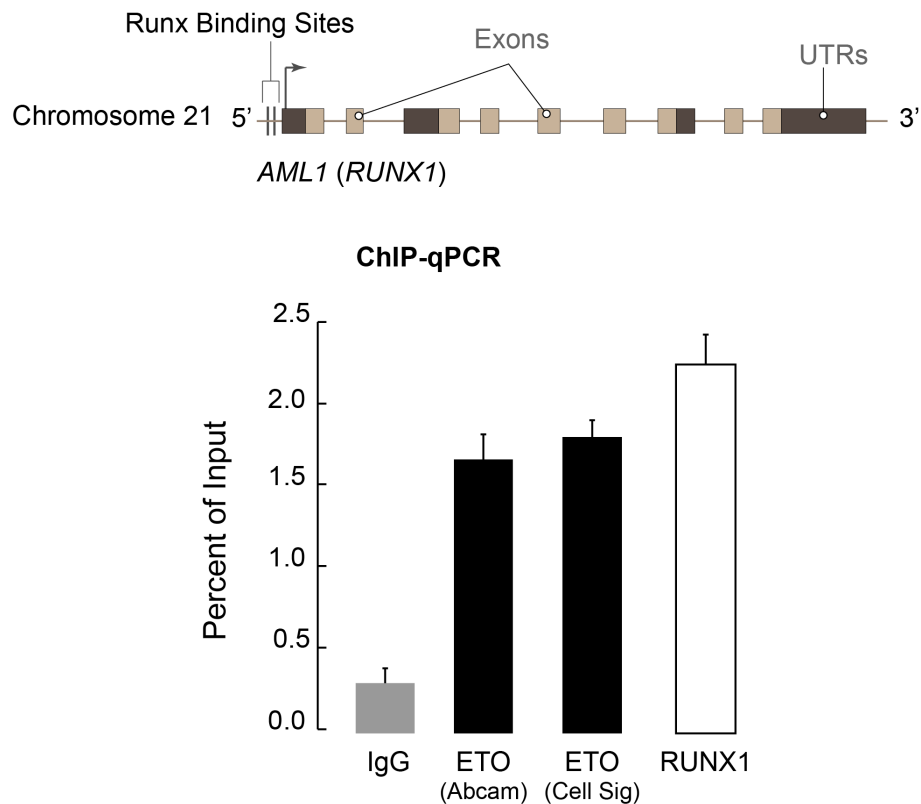 Runx Binding Sites
Exons
UTRs
Chromosome 21 5’ 3’
AML1 (RUNX1)
ChIP-qPCR
2.5
2.0
1.5
1.0
0.5
0.0
Percent of Input
IgG ETO ETO RUNX1
(Abcam) (Cell Sig)